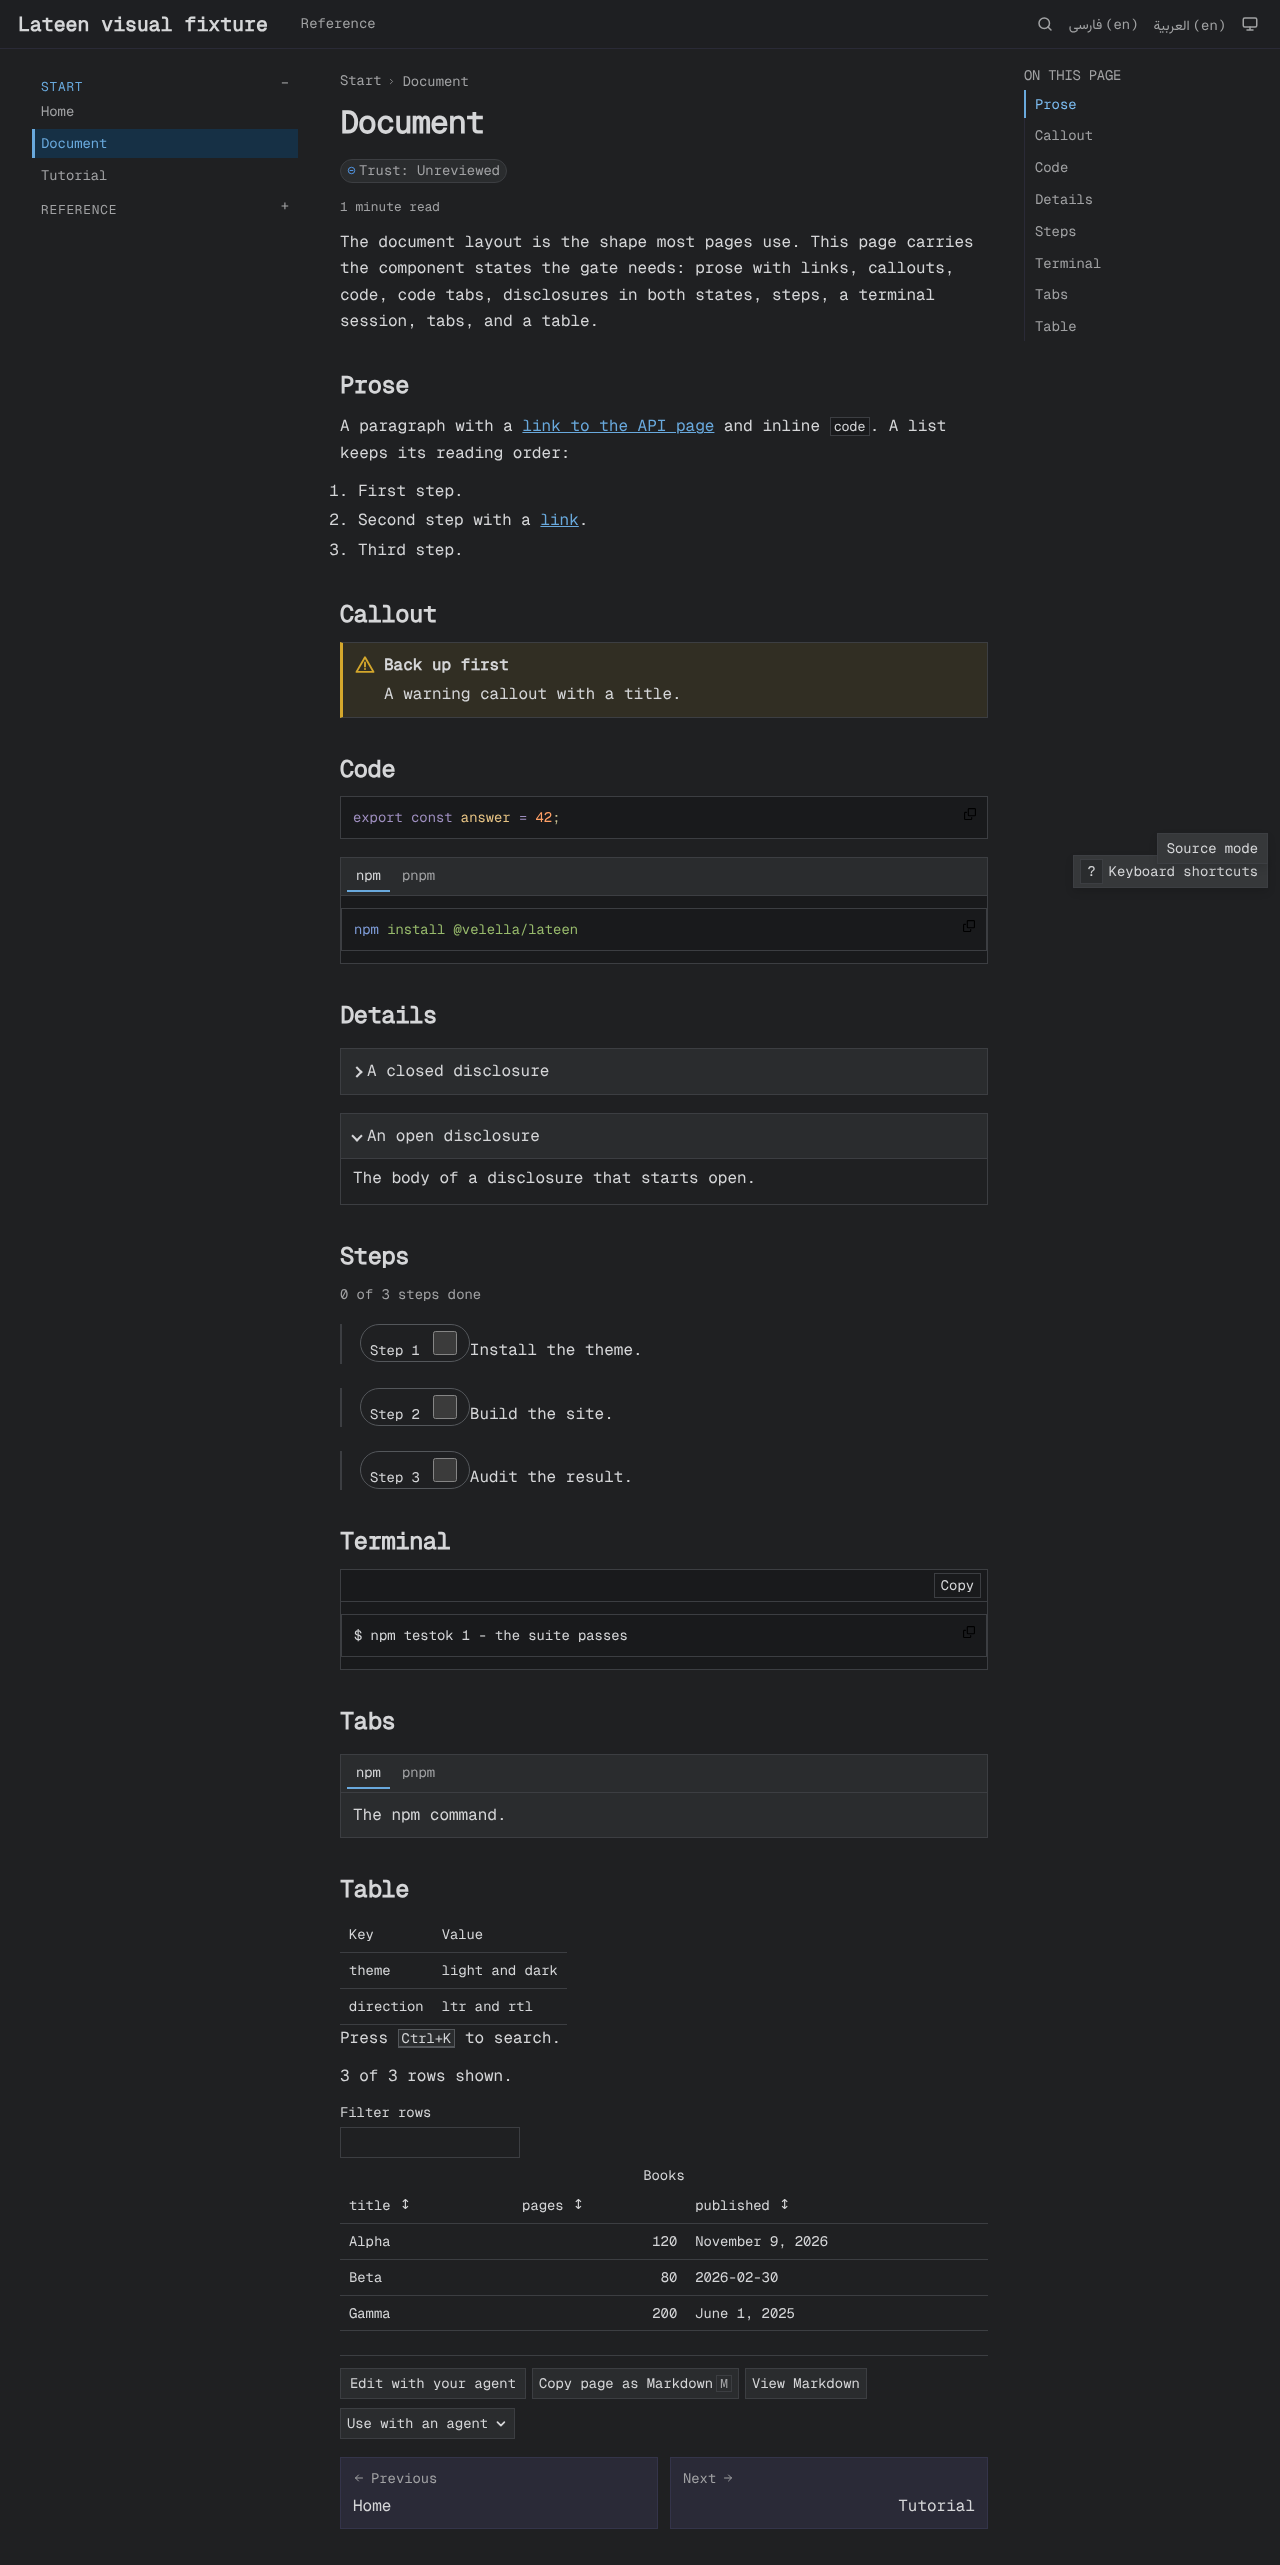 Lateen visual fixture
Reference
فارسی (en)
العربية (en)
START
−
Home
Document
Tutorial
REFERENCE
+
Start › Document
Document
Trust: Unreviewed
1 minute read
The document layout is the shape most pages use. This page carries
the component states the gate needs: prose with links, callouts,
code, code tabs, disclosures in both states, steps, a terminal
session, tabs, and a table.
Prose
A paragraph with a link to the API page and inline code. A list
keeps its reading order:
1. First step.
2. Second step with a link.
3. Third step.
Callout
Back up first
A warning callout with a title.
Code
export const answer = 42;
npm pnpm
npm install @velella/lateen
Details
A closed disclosure
An open disclosure
The body of a disclosure that starts open.
Steps
0 of 3 steps done
Step 1 Install the theme.
Step 2 Build the site.
Step 3 Audit the result.
Terminal
Copy
$ npm testok 1 - the suite passes
Tabs
npm pnpm
The npm command.
Table
Key Value
theme light and dark
direction ltr and rtl
Press Ctrl+K to search.
3 of 3 rows shown.
Filter rows
Books
title ↕ pages ↕ published ↕
Alpha 120 November 9, 2026
Beta 80 2026-02-30
Gamma 200 June 1, 2025
Edit with your agent
Copy page as Markdown M
View Markdown
Use with an agent
← Previous
Home
Next →
Tutorial
ON THIS PAGE
Prose
Callout
Code
Details
Steps
Terminal
Tabs
Table
Source mode
? Keyboard shortcuts